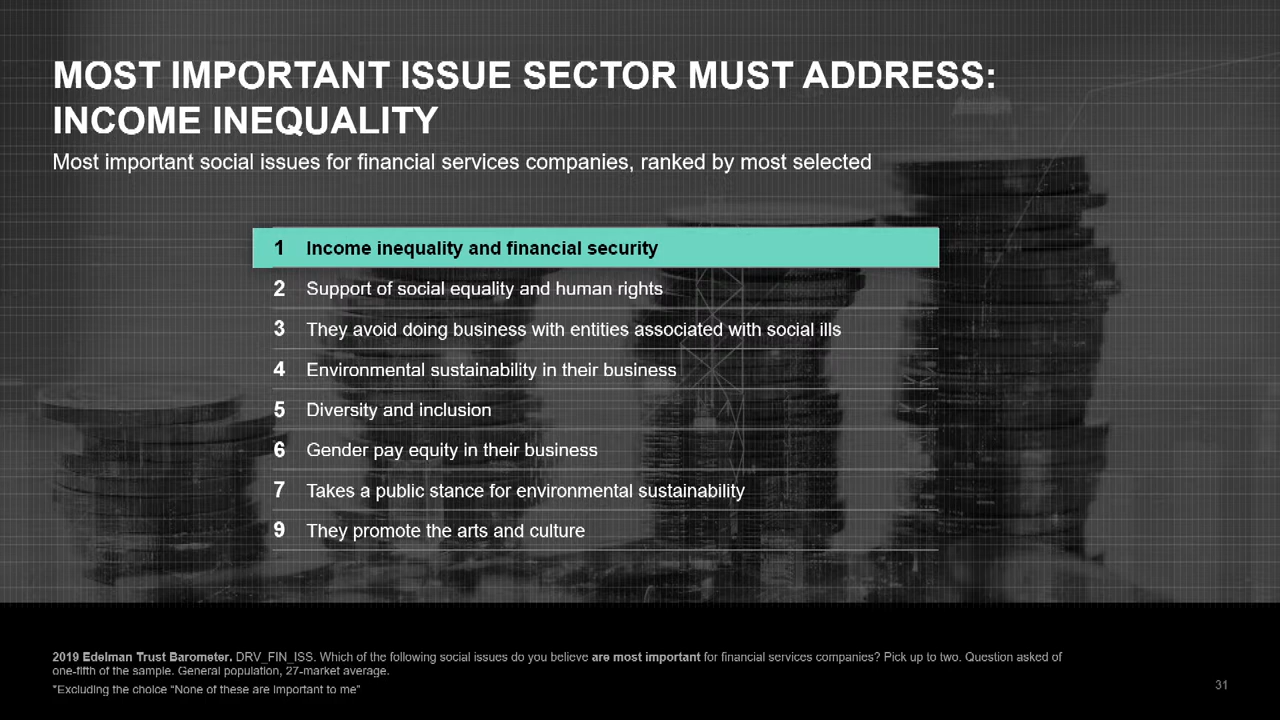 MOST IMPORTANT ISSUE SECTOR MUST ADDRESS:
INCOME INEQUALITY
Most important social issues for financial services companies, ranked by most selected
1 Income inequality and financial security
2 Support of social equality and human rights
3 They avoid doing business with entities associated with social ills
4 Environmental sustainability in their business
5 Diversity and inclusion
6 Gender pay equity in their business
7 Takes a public stance for environmental sustainability
9 They promote the arts and culture
2019 Edelman Trust Barometer. DRV_FIN_ISS. Which of the following social issues do you believe are most important for financial services companies? Pick up to two. Question asked of
one-fifth of the sample. General population, 27-market average.
*Excluding the choice “None of these are important to me”
31